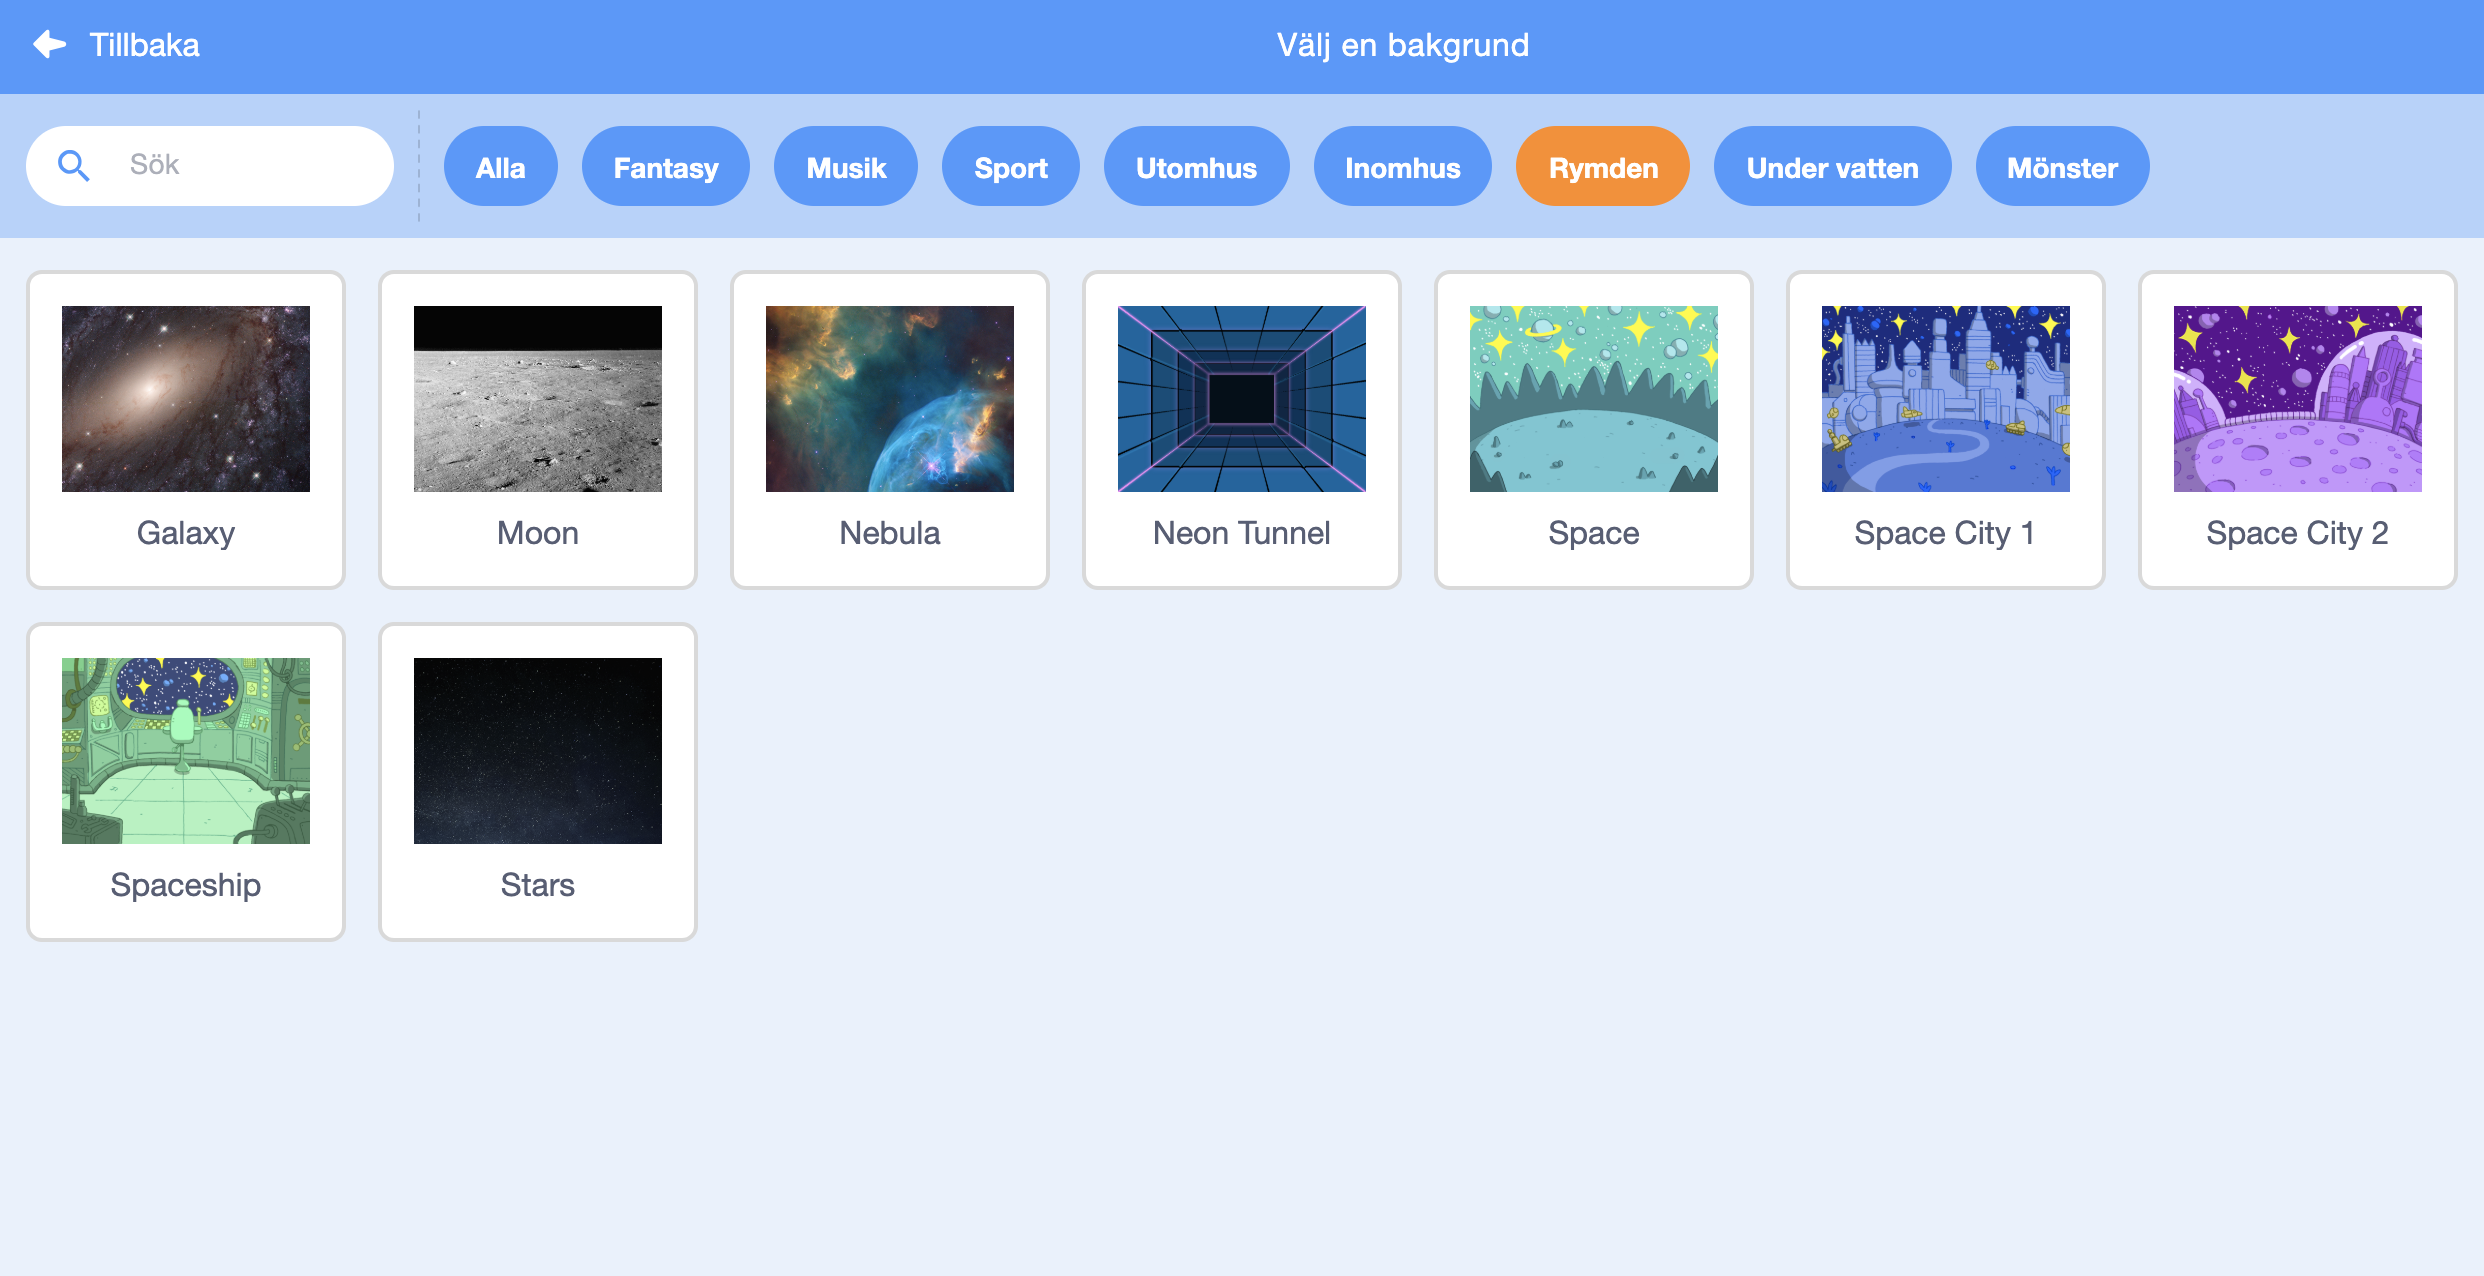 Tillbaka
Välj en bakgrund
Sök
Alla
Fantasy
Musik
Sport
Utomhus
Inomhus
Rymden
Under vatten
Mönster
Galaxy
Moon
Nebula
Neon Tunnel
Space
Space City 1
Space City 2
Spaceship
Stars